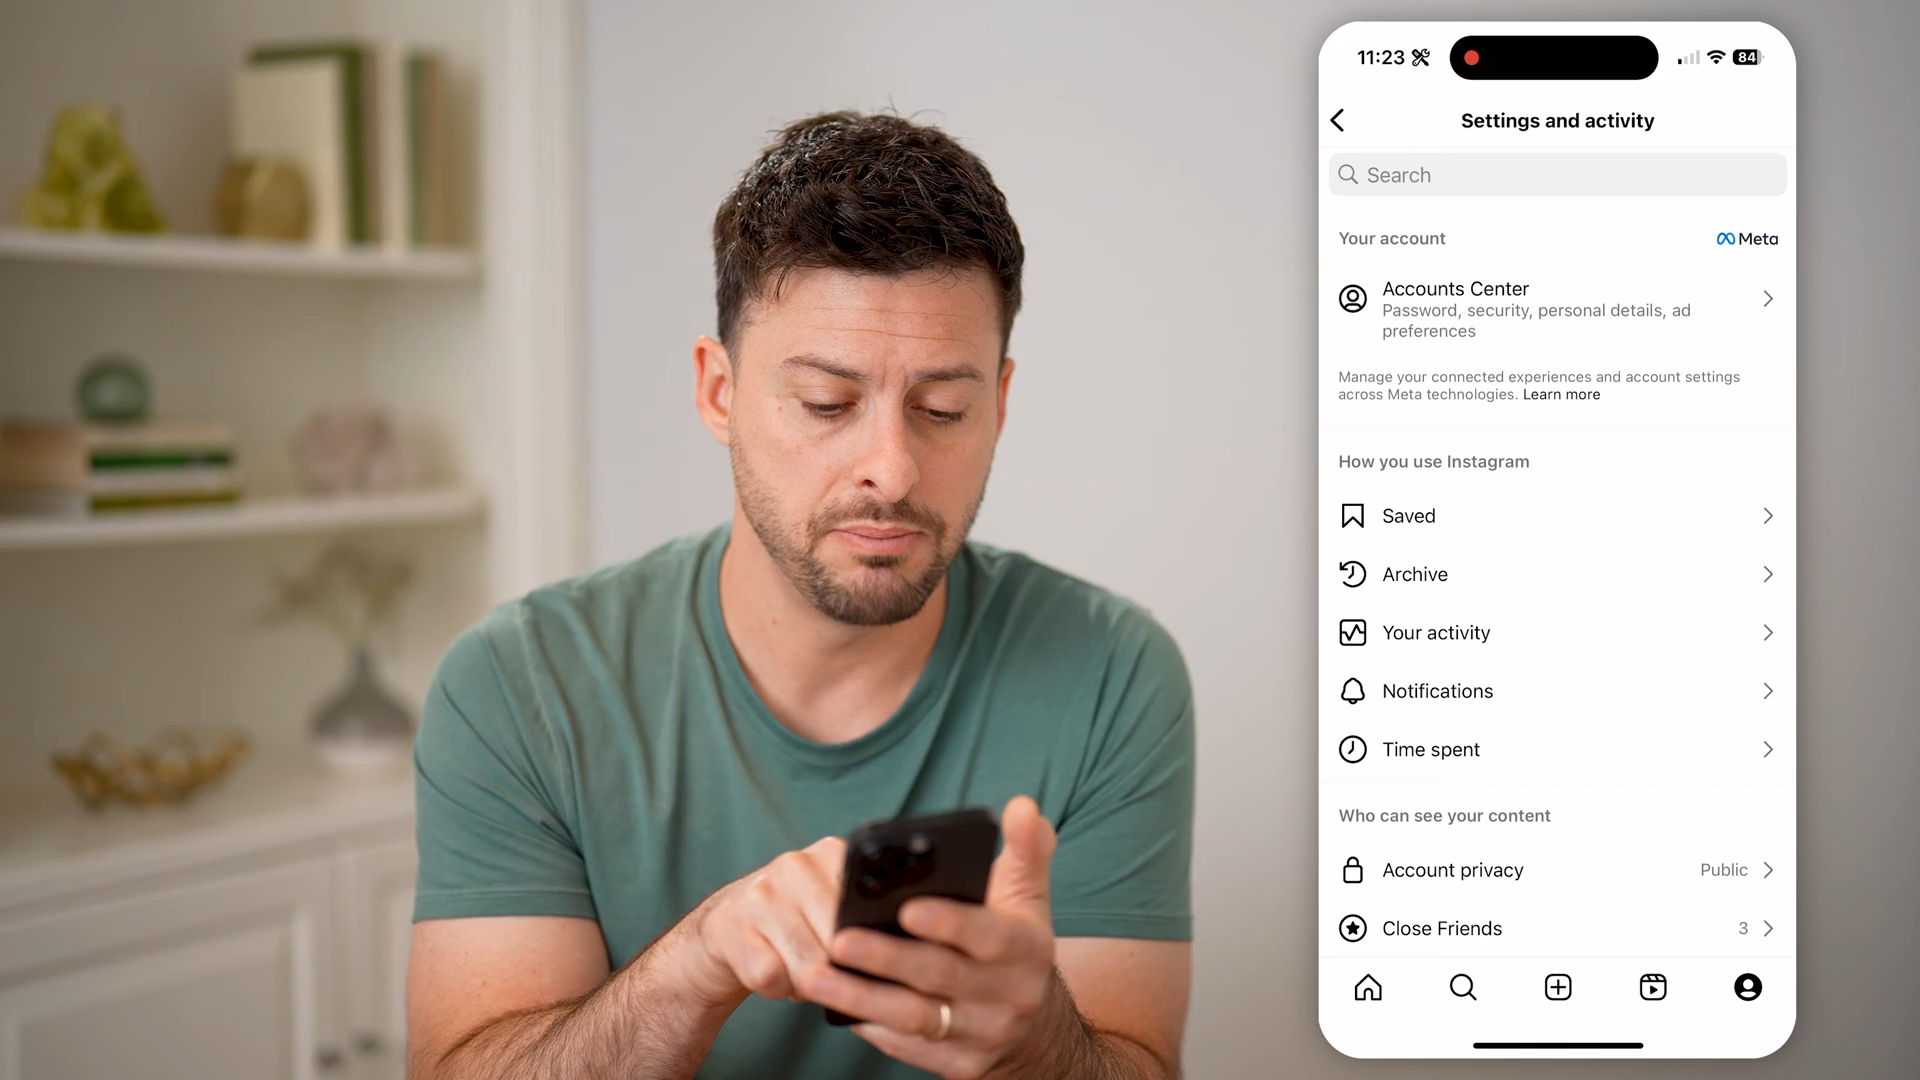 11:23
84
Settings and activity
Search
Your account
Meta
Accounts Center
Password, security, personal details, ad
preferences
Manage your connected experiences and account settings
across Meta technologies. Learn more
How you use Instagram
Saved
Archive
Your activity
Notifications
Time spent
Who can see your content
Account privacy
Public
Close Friends
3